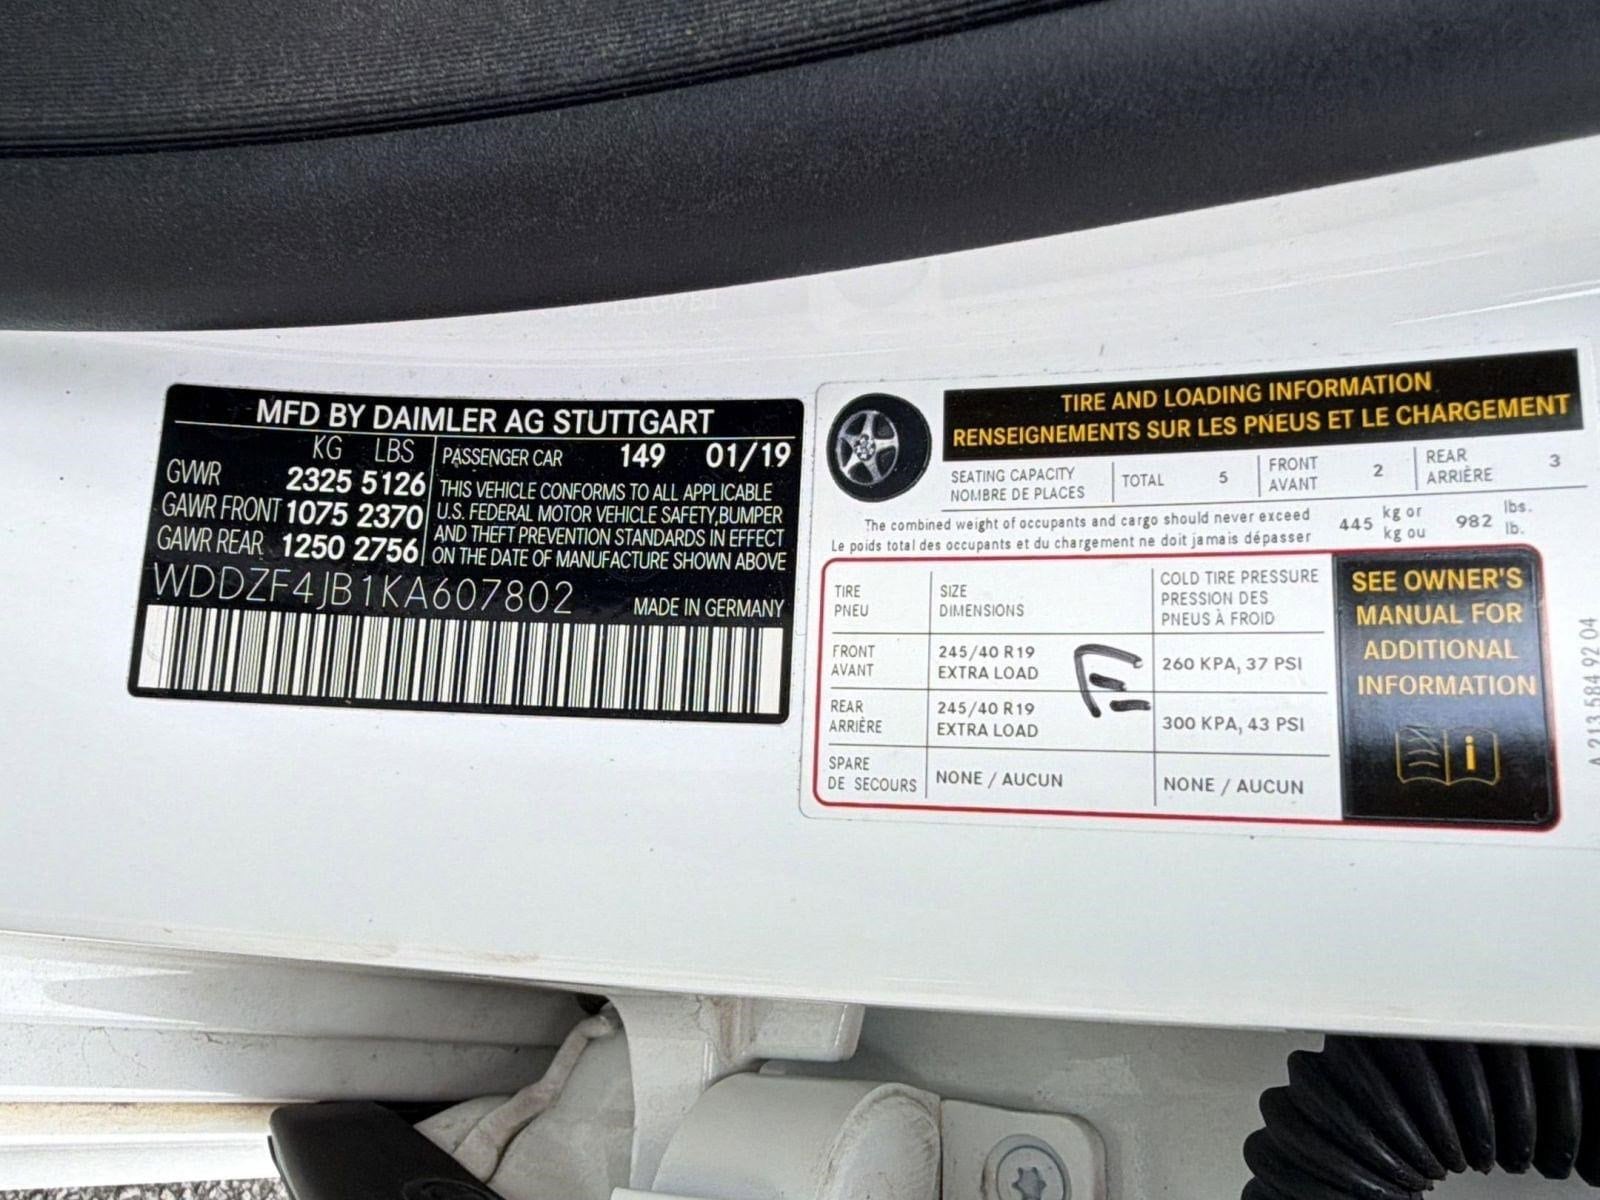 MFD BY DAIMLER AG STUTTGART
KG LBS
GVWR 2325 5126
GAWR FRONT 1075 2370
GAWR REAR 1250 2756
PASSENGER CAR 149 01/19
THIS VEHICLE CONFORMS TO ALL APPLICABLE
U.S. FEDERAL MOTOR VEHICLE SAFETY, BUMPER
AND THEFT PREVENTION STANDARDS IN EFFECT
ON THE DATE OF MANUFACTURE SHOWN ABOVE
WDDZF4JB1KA607802
MADE IN GERMANY
TIRE AND LOADING INFORMATION
RENSEIGNEMENTS SUR LES PNEUS ET LE CHARGEMENT
SEATING CAPACITY
NOMBRE DE PLACES
TOTAL 5
FRONT
AVANT
2
REAR
ARRIÈRE
3
The combined weight of occupants and cargo should never exceed
Le poids total des occupants et du chargement ne doit jamais dépasser
445
kg or
kg ou
982
lbs.
lb.
TIRE
PNEU
SIZE
DIMENSIONS
COLD TIRE PRESSURE
PRESSION DES
PNEUS À FROID
FRONT
AVANT
245/40 R19
EXTRA LOAD
260 KPA, 37 PSI
REAR
ARRIÈRE
245/40 R19
EXTRA LOAD
300 KPA, 43 PSI
E
SPARE
DE SECOURS
NONE / AUCUN
NONE / AUCUN
SEE OWNER'S
MANUAL FOR
ADDITIONAL
INFORMATION
i
A 213 584 92 04